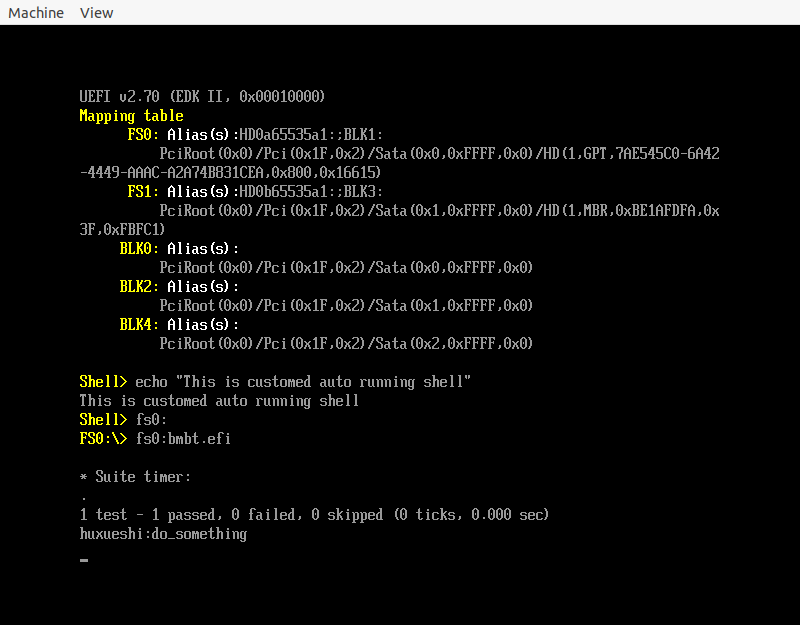 Machine View
UEFI v2.70 (EDK II, 0x00010000)
Mapping table
FS0: Alias(s):HD0a65535a1:;BLK1:
PciRoot(0x0)/Pci(0x1F,0x2)/Sata(0x0,0xFFFF,0x0)/HD(1,GPT,7AE545C0-6A42
-4449-AAAC-A2A74B831CEA,0x800,0x16615)
FS1: Alias(s):HD0b65535a1:;BLK3:
PciRoot(0x0)/Pci(0x1F,0x2)/Sata(0x1,0xFFFF,0x0)/HD(1,MBR,0xBE1AFDFA,0x
3F,0xFBFC1)
BLK0: Alias(s):
PciRoot(0x0)/Pci(0x1F,0x2)/Sata(0x0,0xFFFF,0x0)
BLK2: Alias(s):
PciRoot(0x0)/Pci(0x1F,0x2)/Sata(0x1,0xFFFF,0x0)
BLK4: Alias(s):
PciRoot(0x0)/Pci(0x1F,0x2)/Sata(0x2,0xFFFF,0x0)
Shell> echo "This is customed auto running shell"
This is customed auto running shell
Shell> fs0:
FS0:\> fs0:bmbt.efi
* Suite timer:
.
1 test - 1 passed, 0 failed, 0 skipped (0 ticks, 0.000 sec)
huxueshi:do_something